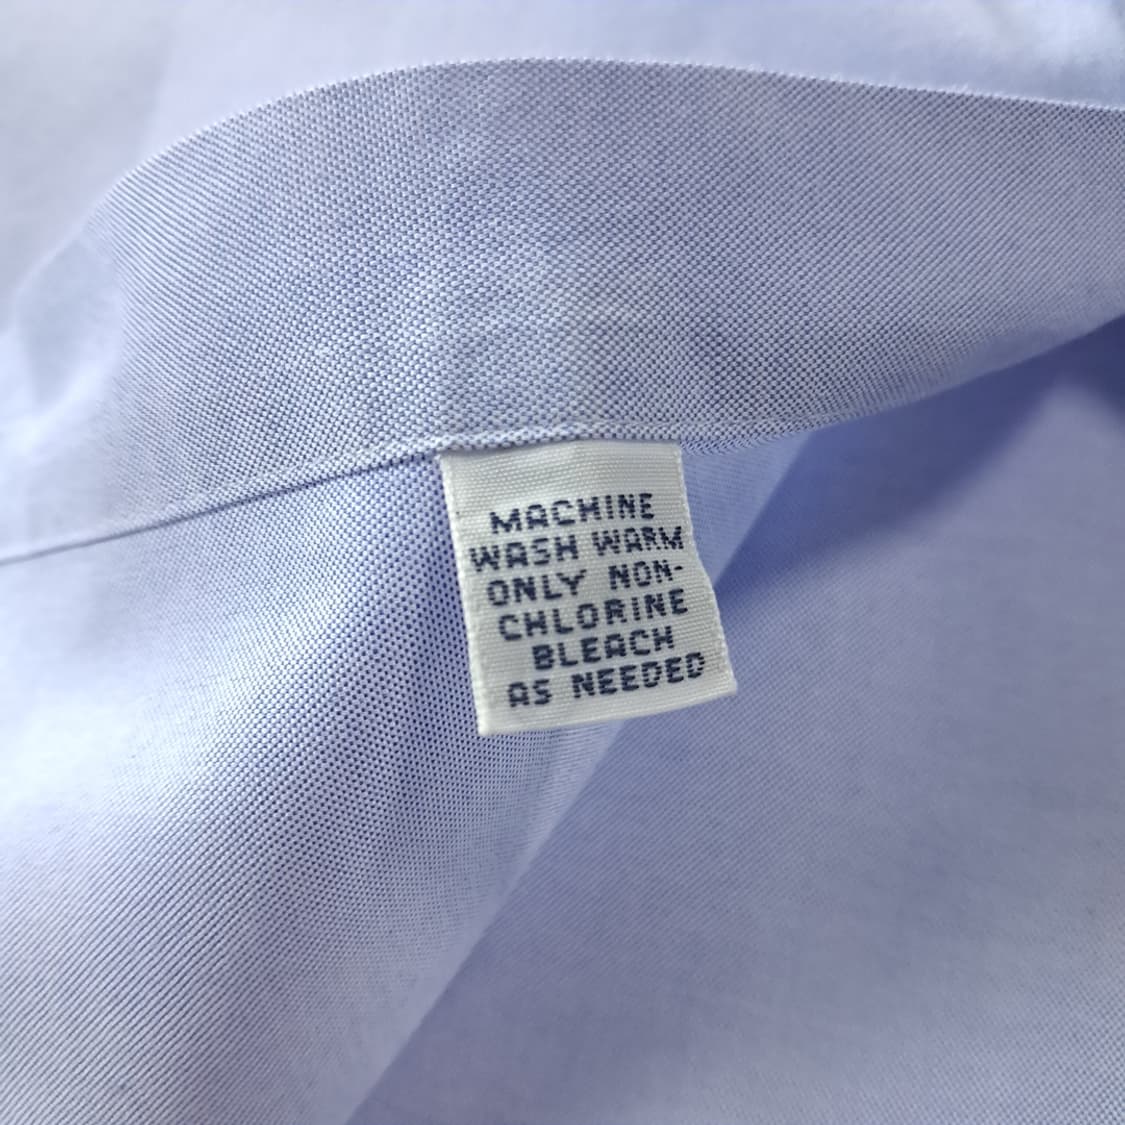 MACHINE
WASH WARM
ONLY NON-
CHLORINE
BLEACH
AS NEEDED